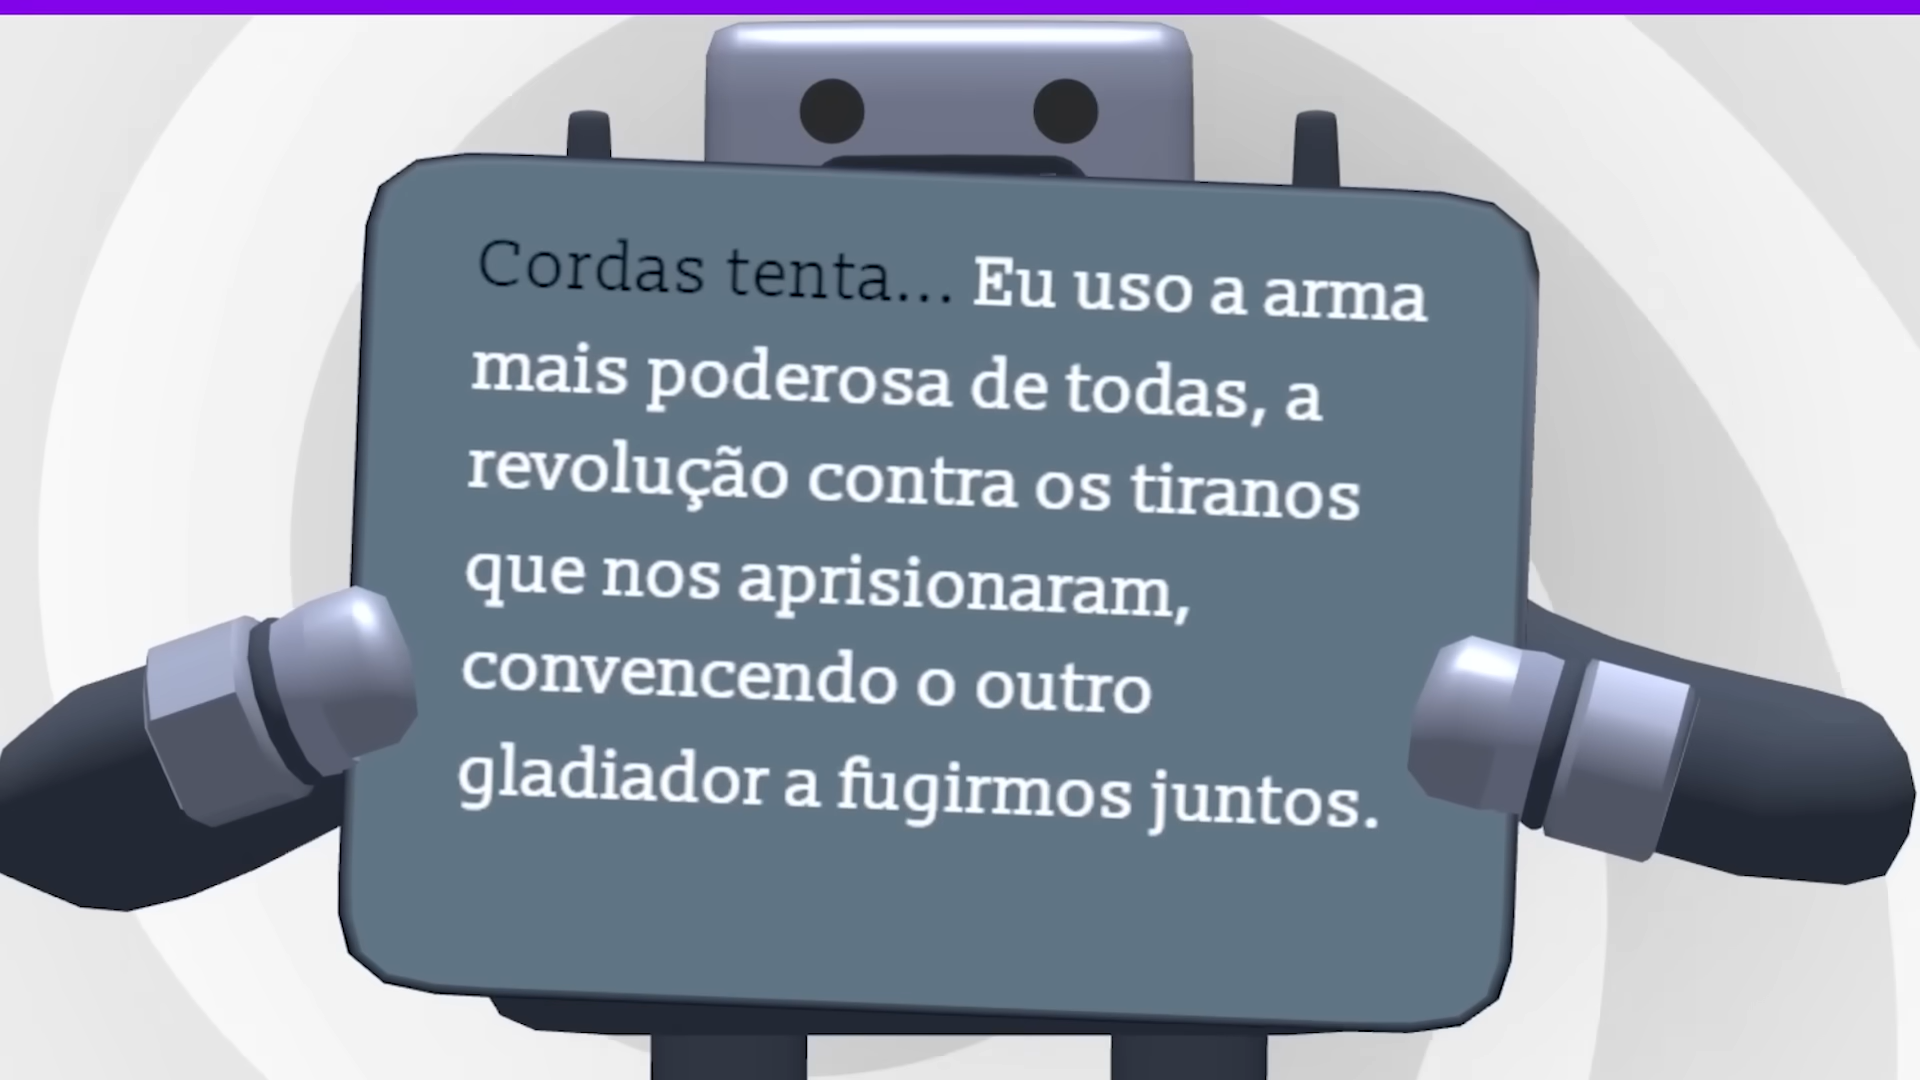 Cordas tenta... Eu uso a arma
mais poderosa de todas, a
revolução contra os tiranos
que nos aprisionaram,
convencendo o outro
gladiador a fugirmos juntos.